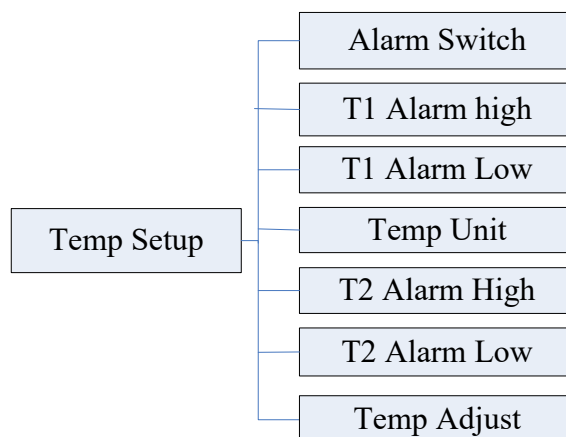 Alarm Switch
T1 Alarm high
T1 Alarm Low
Temp Setup
Temp Unit
T2 Alarm High
T2 Alarm Low
Temp Adjust